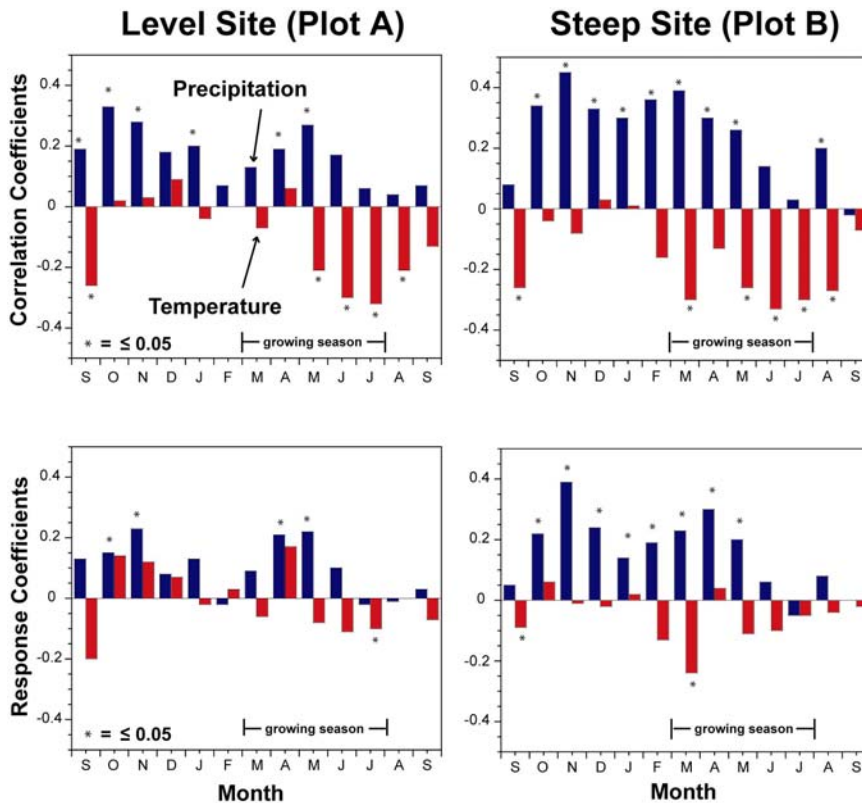 Level Site (Plot A)
Steep Site (Plot B)
Correlation Coefficients
0.4
0.2
0
-0.2
-0.4
Precipitation
Temperature
* = ≤ 0.05
growing season
S O N D J F M A M J J A S
0.4
0.2
0
-0.2
-0.4
* * * * * * * * * * * * * * *
growing season
S O N D J F M A M J J A S
Response Coefficients
0.4
0.2
0
-0.2
-0.4
* = ≤ 0.05
growing season
S O N D J F M A M J J A S
Month
0.4
0.2
0
-0.2
-0.4
growing season
S O N D J F M A M J J A S
Month